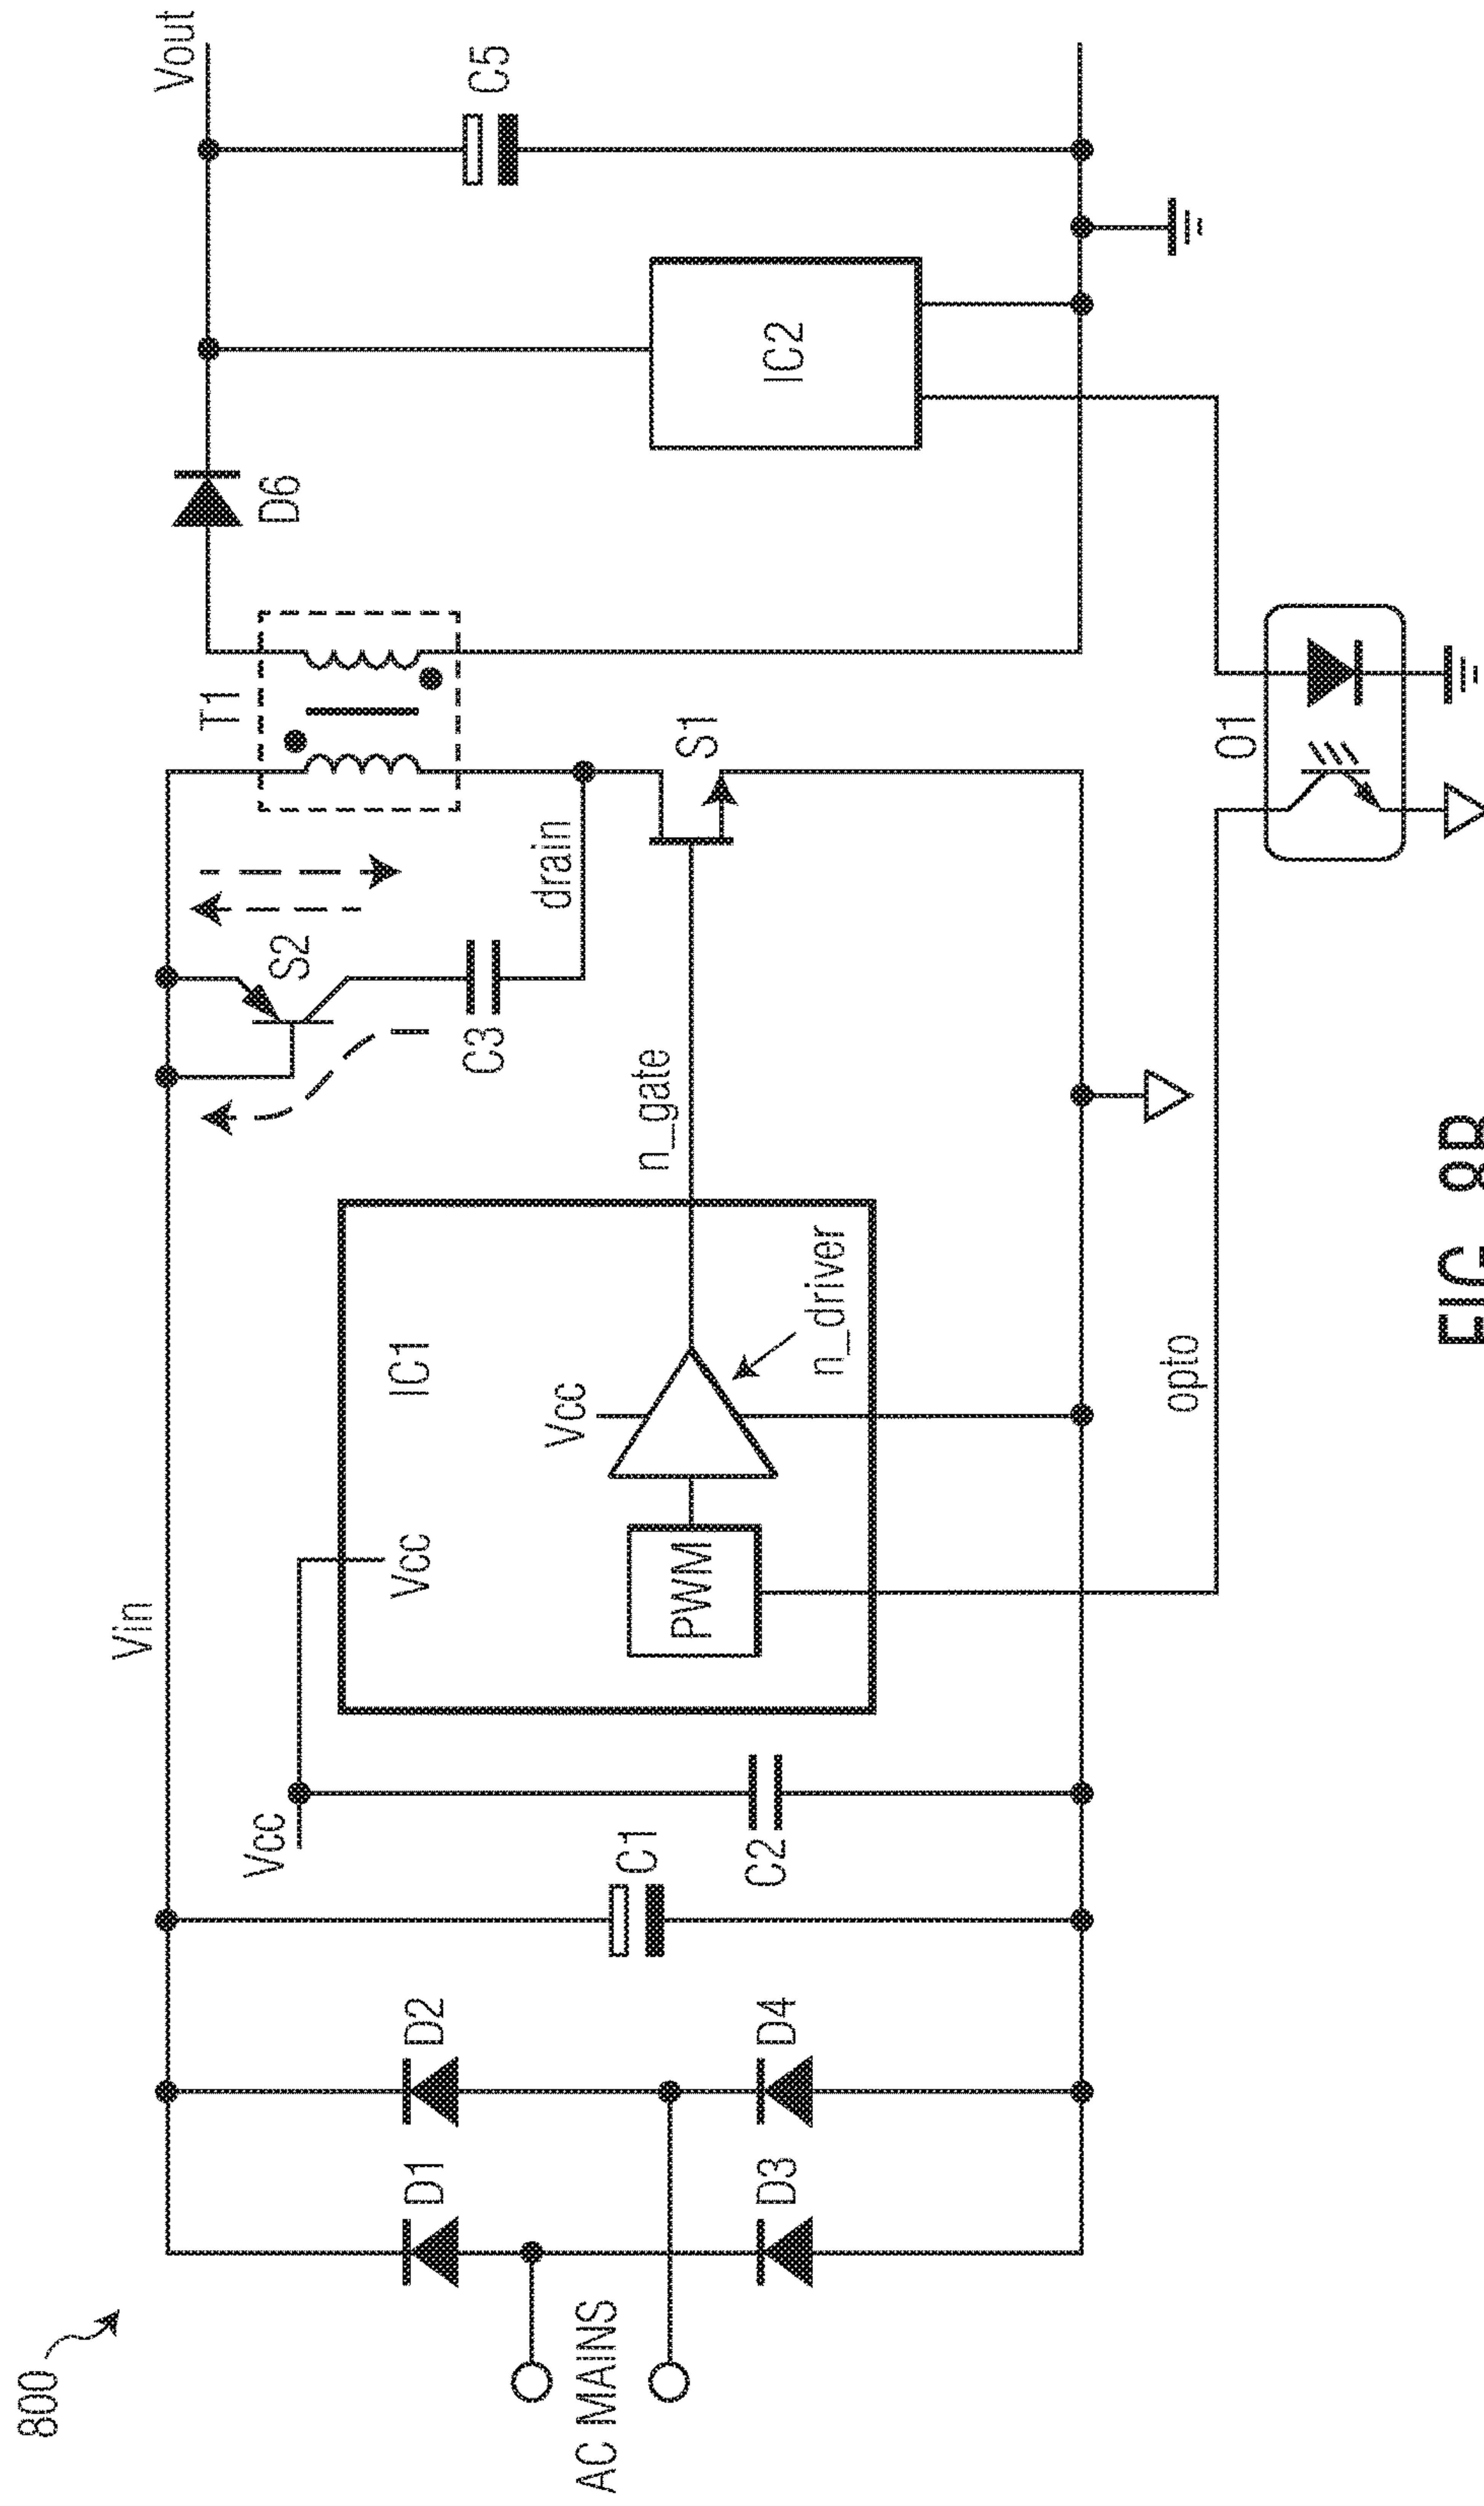 800
AC MAINS
D1
D2
D3
D4
C1
C2
Vcc
Vin
Vcc
IC1
PWM
Vcc
n_driver
n_gate
opto
S2
C3
drain
S1
T1
D6
IC2
O1
C5
Vout
FIG. 8B